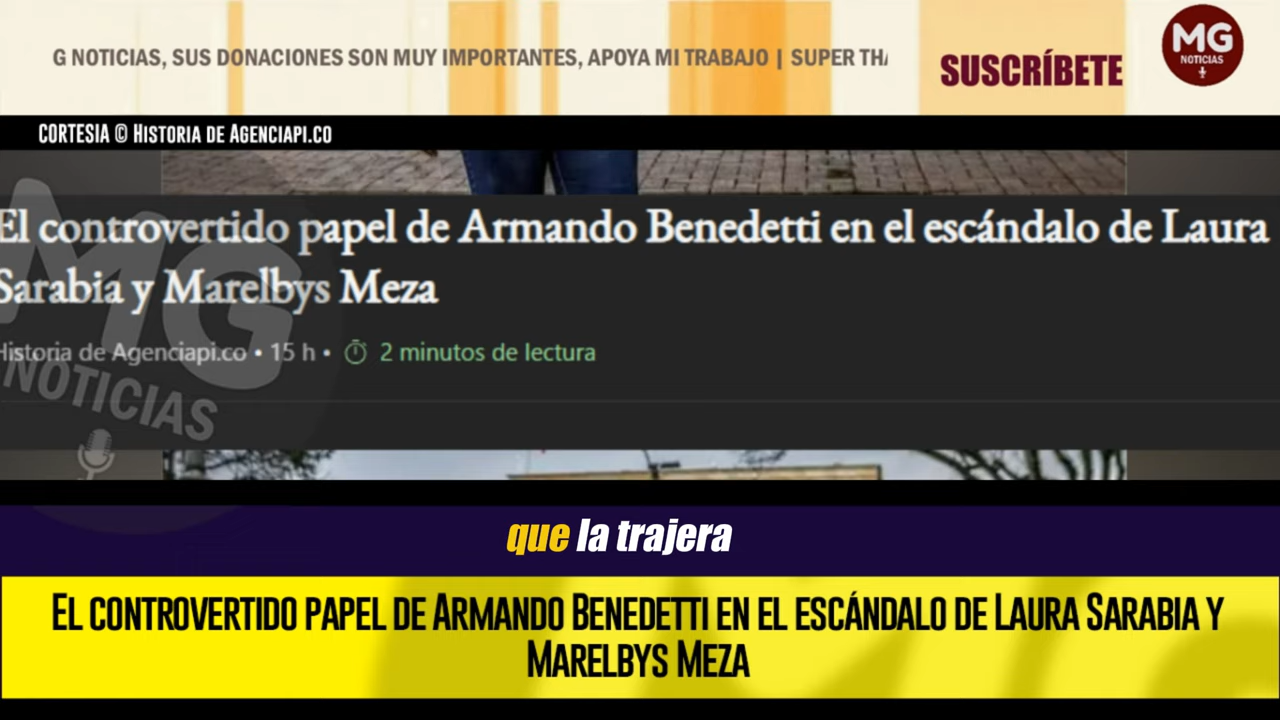 G NOTICIAS, SUS DONACIONES SON MUY IMPORTANTES, APOYA MI TRABAJO | SUPER THA
SUSCRÍBETE
MG
NOTICIAS
CORTESIA © HISTORIA DE AGENCIAPI.CO
El controvertido papel de Armando Benedetti en el escándalo de Laura
Sarabia y Marelbys Meza
Historia de Agenciapi.co • 15 h • 2 minutos de lectura
MG
NOTICIAS
que la trajera
EL CONTROVERTIDO PAPEL DE ARMANDO BENEDETTI EN EL ESCÁNDALO DE LAURA SARABIA Y
MARELBYS MEZA